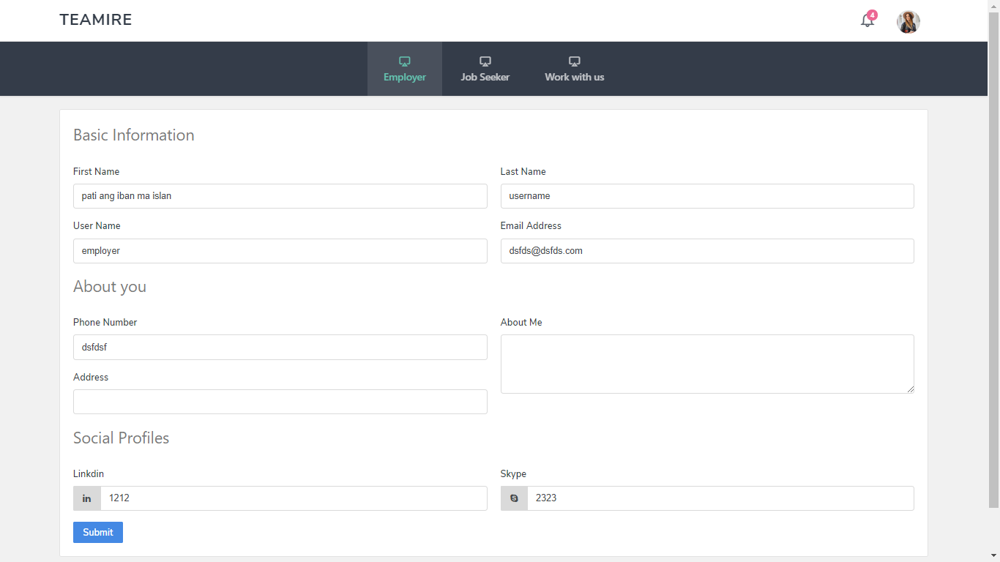 TEAMIRE
4
Employer Job Seeker Work with us
Basic Information
First Name Last Name
pati ang iban ma islan username
User Name Email Address
employer dsfds@dsfds.com
About you
Phone Number About Me
dsfdsf
Address
Social Profiles
Linkdin Skype
in 1212 2323
Submit